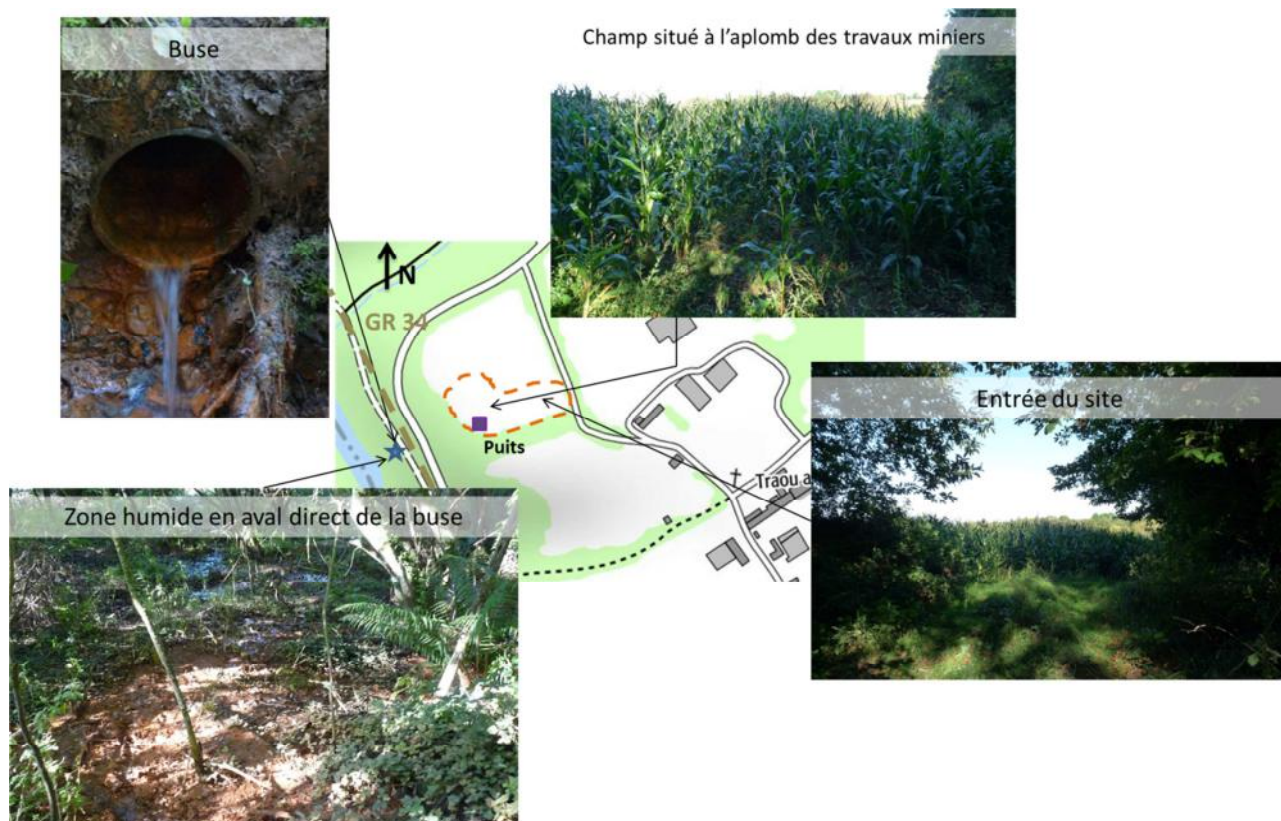 Buse
Champ situé à l'aplomb des travaux miniers
N
GR 34
Entrée du site
Puits
Traou a
Zone humide en aval direct de la buse